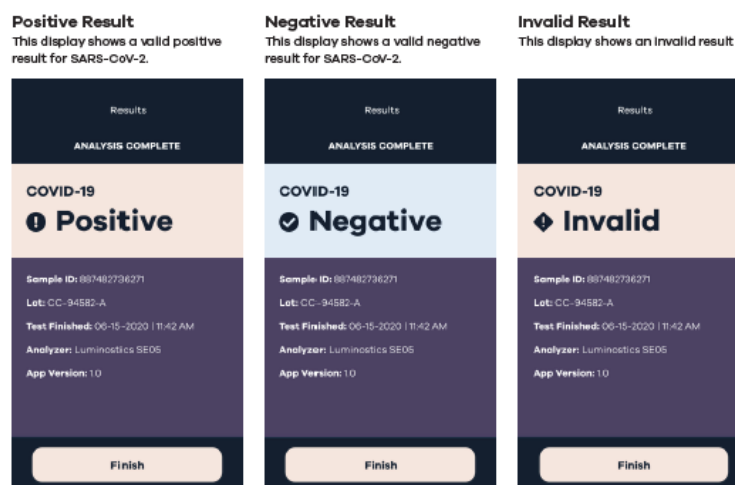 Positive Result
This display shows a valid positive
result for SARS-CoV-2.
Results
ANALYSIS COMPLETE
COVID-19
Positive
Sample ID: 887482736271
Lot: CC-94582-A
Test Finished: 06-15-2020 | 11:42 AM
Analyzer: Luminostics SE05
App Version: 1.0
Finish
Negative Result
This display shows a valid negative
result for SARS-CoV-2.
Results
ANALYSIS COMPLETE
COVID-19
Negative
Sample ID: 887482736271
Lot: CC-94582-A
Test Finished: 06-15-2020 | 11:42 AM
Analyzer: Luminostics SE05
App Version: 1.0
Finish
Invalid Result
This display shows an invalid result
Results
ANALYSIS COMPLETE
COVID-19
Invalid
Sample ID: 887482736271
Lot: CC-94582-A
Test Finished: 06-15-2020 | 11:42 AM
Analyzer: Luminostics SE05
App Version: 1.0
Finish